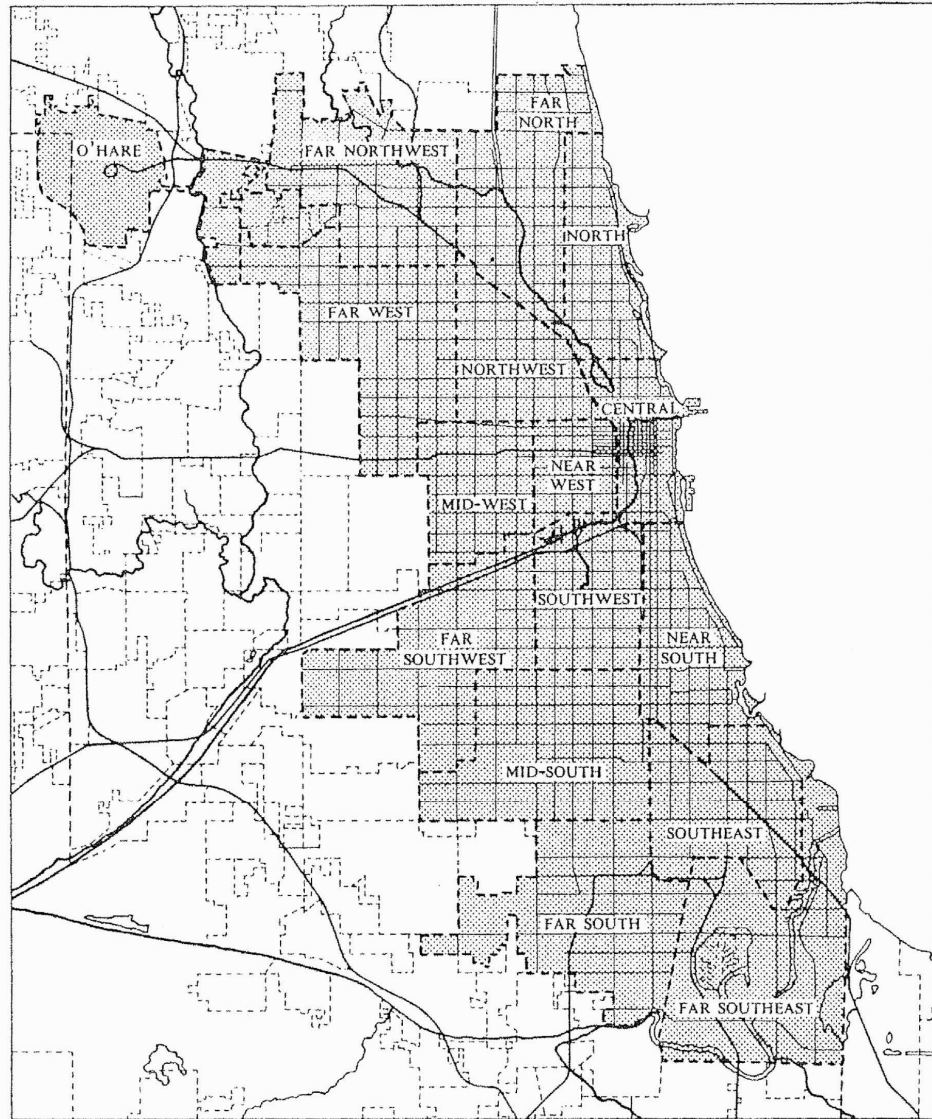 FAR
NORTH
O'HARE
FAR NORTHWEST
NORTH
FAR WEST
NORTHWEST
CENTRAL
NEAR
WEST
MID-WEST
SOUTHWEST
FAR
SOUTHWEST
NEAR
SOUTH
MID-SOUTH
SOUTHEAST
FAR SOUTH
FAR SOUTHEAST